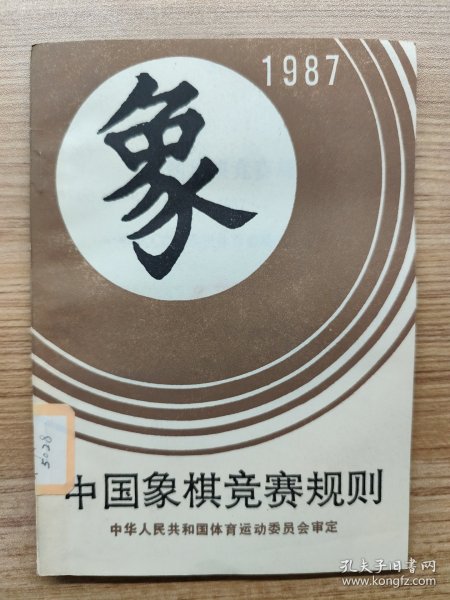 1987
象
5028
中国象棋竞赛规则
中华人民共和国体育运动委员会审定
孔夫子旧书网
www.kongfz.com